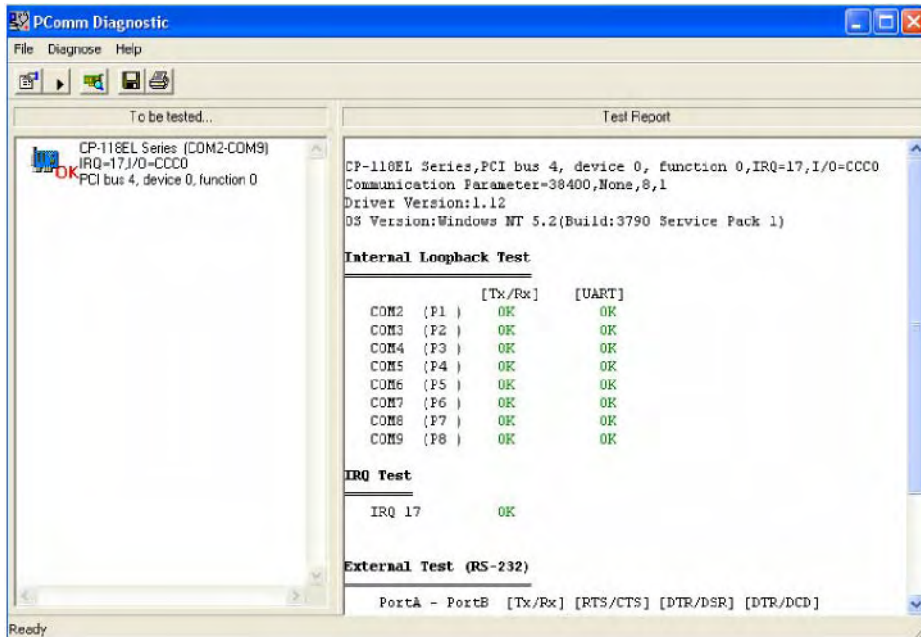 PComm Diagnostic
File Diagnose Help
To be tested...
CP-118EL Series (COM2-COM9)
IRQ=17,I/O=CCC0
PCI bus 4, device 0, function 0
OK
Test Report
CP-118EL Series,PCI bus 4, device 0, function 0,IRQ=17,I/O=CCC0
Communication Parameter=38400,None,8,1
Driver Version:1.12
OS Version:Windows NT 5.2(Build:3790 Service Pack 1)
Internal Loopback Test
[Tx/Rx] [UART]
COM2 (P1 ) OK OK
COM3 (P2 ) OK OK
COM4 (P3 ) OK OK
COM5 (P4 ) OK OK
COM6 (P5 ) OK OK
COM7 (P6 ) OK OK
COM8 (P7 ) OK OK
COM9 (P8 ) OK OK
IRQ Test
IRQ 17 OK
External Test (RS-232)
PortA - PortB [Tx/Rx] [RTS/CTS] [DTR/DSR] [DTR/DCD]
Ready